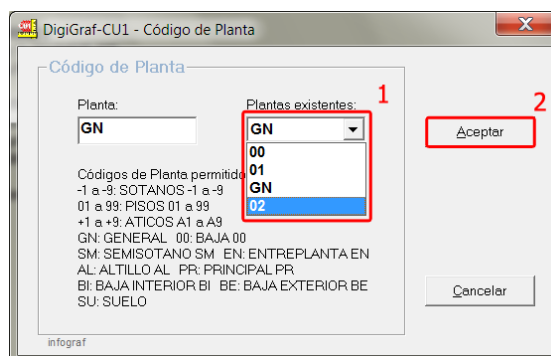 DigiGraf-CU1 - Código de Planta
Código de Planta
Planta:
Plantas existentes:
1
2
GN
GN
Aceptar
00
01
GN
02
Códigos de Planta permitido
-1 a -9: SOTANOS -1 a -9
01 a 99: PISOS 01 a 99
+1 a +9: ATICOS A1 a A9
GN: GENERAL 00: BAJA 00
SM: SEMISOTANO SM EN: ENTREPLANTA EN
AL: ALTILLO AL PR: PRINCIPAL PR
BI: BAJA INTERIOR BI BE: BAJA EXTERIOR BE
SU: SUELO
Cancelar
infograf